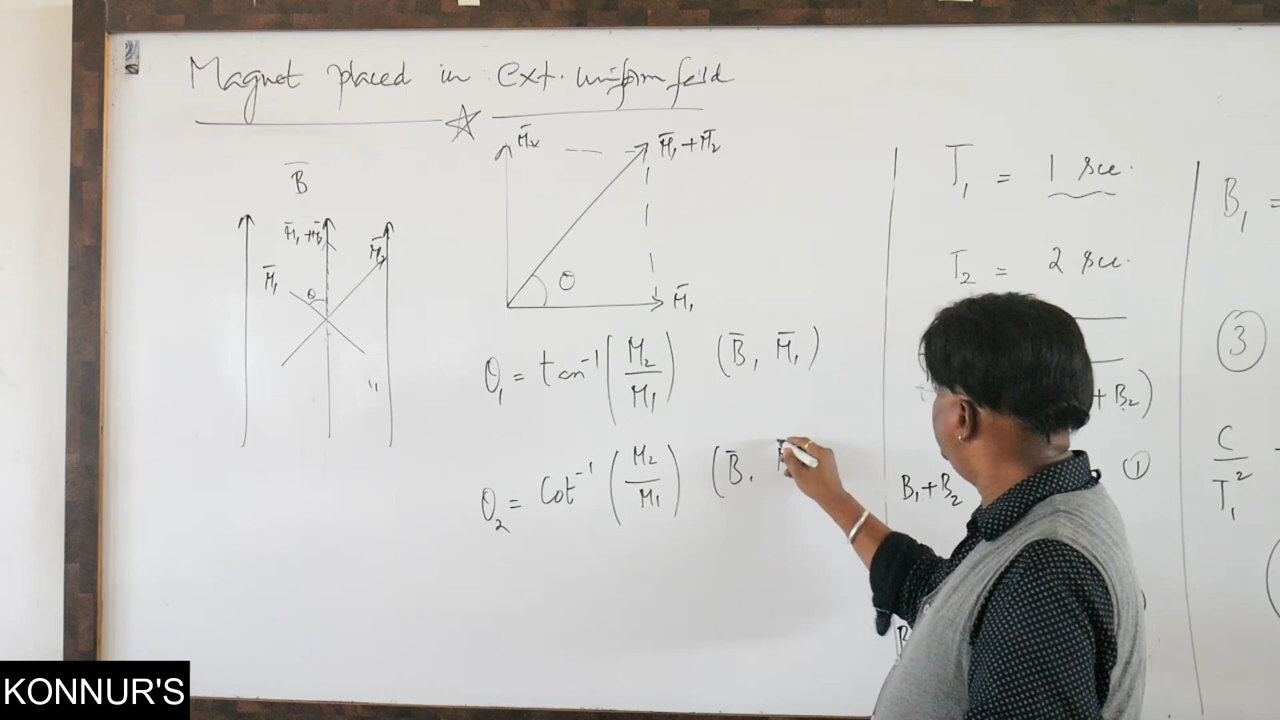 Magnet placed in ext. uniform field
B̅
M̅₁ + M̅₂
M̅₁
M̅₂
θ
M̅₂
M̅₁ + M̅₂
θ
M̅₁
θ₁ = tan⁻¹ (M₂/M₁) (B̅, M̅₁)
θ₂ = Cot⁻¹ (M₂/M₁) (B̅,
T₁ = 1 sec.
T₂ = 2 sec.
+ B₂)
B₁ + B₂ ①
B₁ =
③
C/T₁²
KONNUR'S